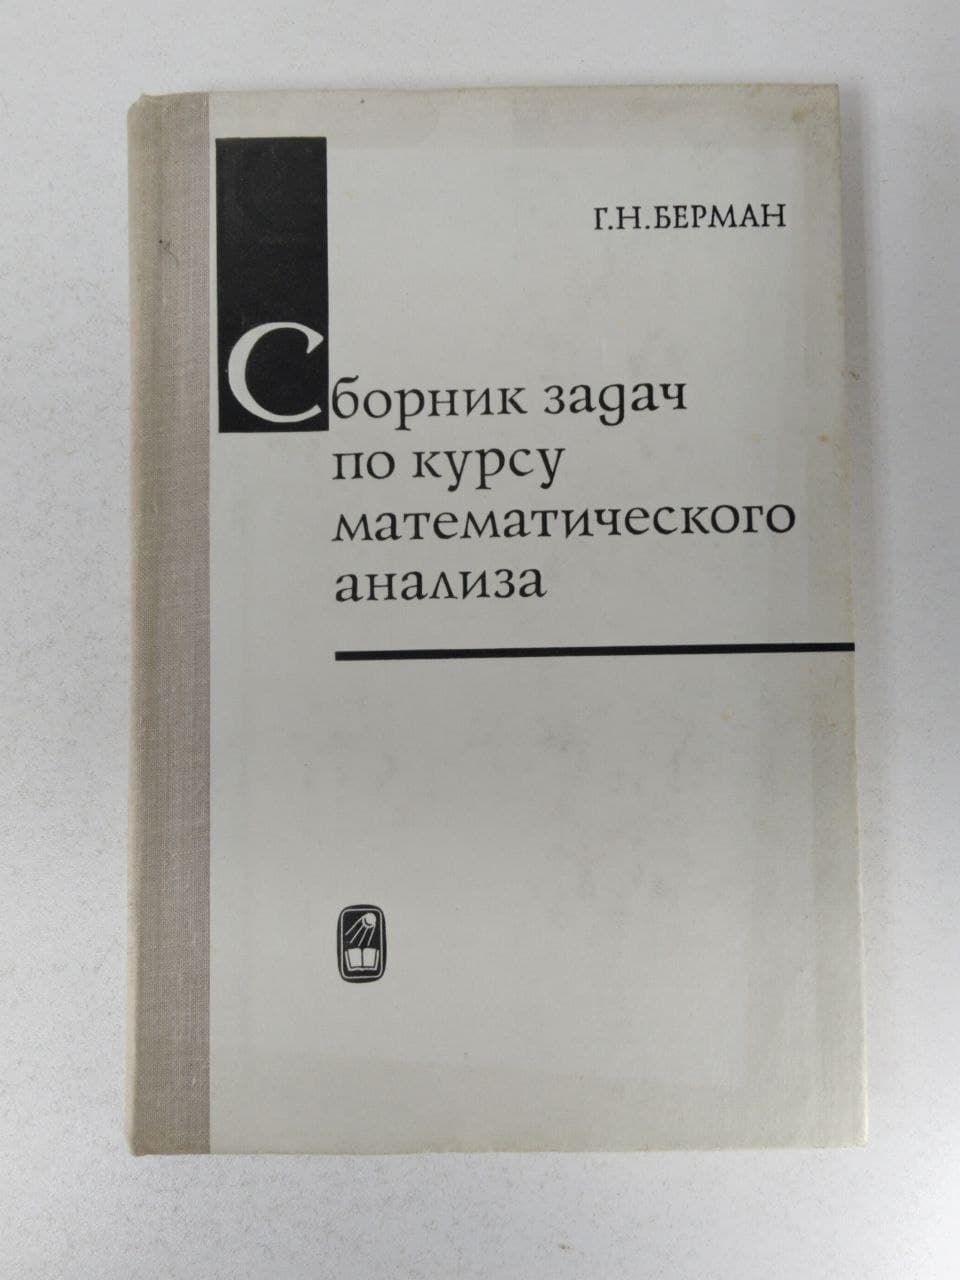 Г.Н.БЕРМАН
Сборник задач
по курсу
математического
анализа